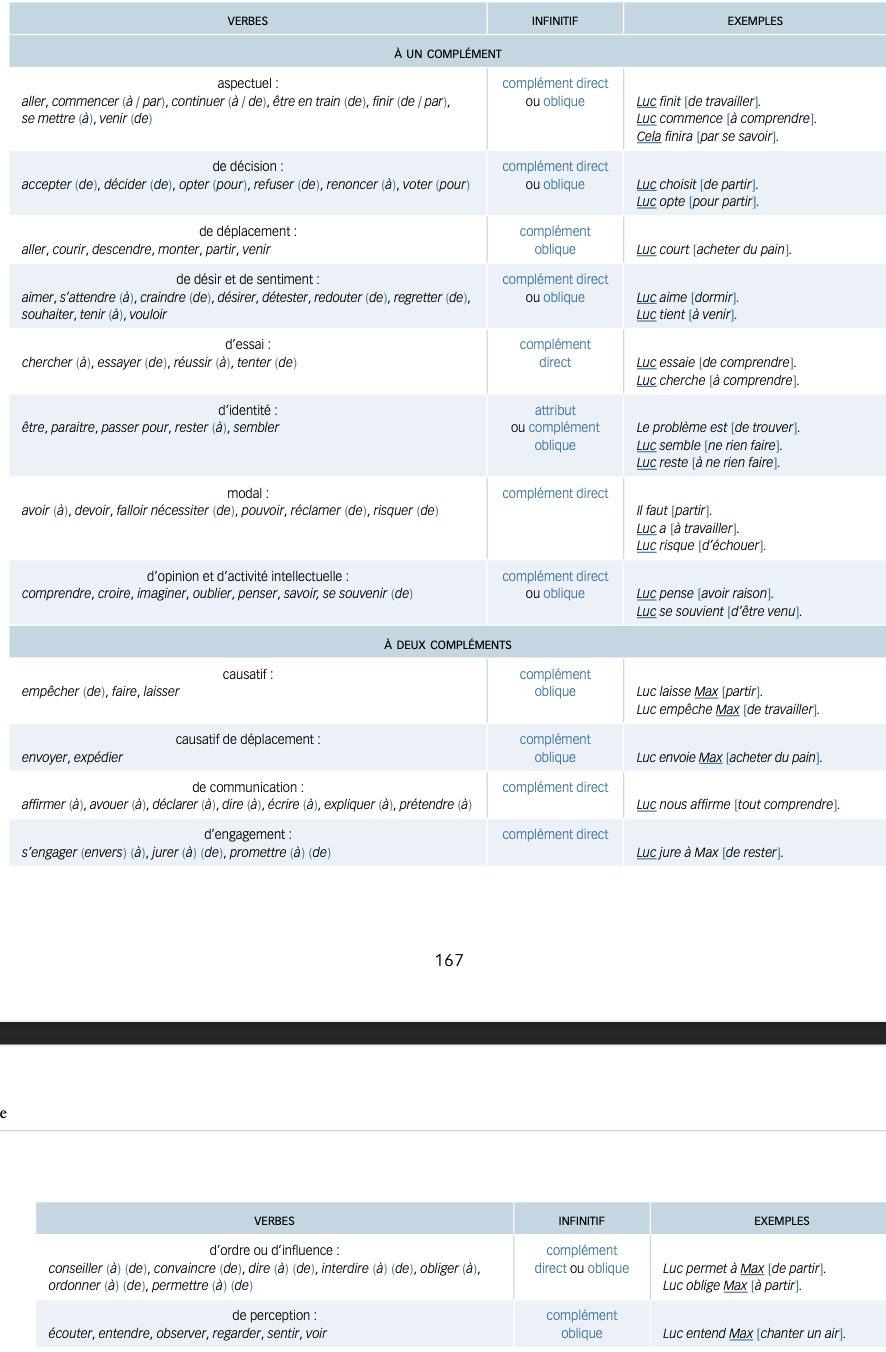 VERBES INFINITIF EXEMPLES
À UN COMPLÉMENT
aspectuel : complément direct
aller, commencer (à / par), continuer (à / de), être en train (de), finir (de / par), ou oblique Luc finit [de travailler].
se mettre (à), venir (de) Luc commence [à comprendre].
Cela finira [par se savoir].
de décision : complément direct
accepter (de), décider (de), opter (pour), refuser (de), renoncer (à), voter (pour) ou oblique Luc choisit [de partir].
Luc opte [pour partir].
de déplacement : complément
aller, courir, descendre, monter, partir, venir oblique Luc court [acheter du pain].
de désir et de sentiment : complément direct
aimer, s’attendre (à), craindre (de), désirer, détester, redouter (de), regretter (de), ou oblique Luc aime [dormir].
souhaiter, tenir (à), vouloir Luc tient [à venir].
d’essai : complément
chercher (à), essayer (de), réussir (à), tenter (de) direct Luc essaie [de comprendre].
Luc cherche [à comprendre].
d’identité : attribut
être, paraitre, passer pour, rester (à), sembler ou complément Le problème est [de trouver].
oblique Luc semble [ne rien faire].
Luc reste [à ne rien faire].
modal : complément direct
avoir (à), devoir, falloir nécessiter (de), pouvoir, réclamer (de), risquer (de) Il faut [partir].
Luc a [à travailler].
Luc risque [d’échouer].
d’opinion et d’activité intellectuelle : complément direct
comprendre, croire, imaginer, oublier, penser, savoir, se souvenir (de) ou oblique Luc pense [avoir raison].
Luc se souvient [d’être venu].
À DEUX COMPLÉMENTS
causatif : complément
empêcher (de), faire, laisser oblique Luc laisse Max [partir].
Luc empêche Max [de travailler].
causatif de déplacement : complément
envoyer, expédier oblique Luc envoie Max [acheter du pain].
de communication : complément direct
affirmer (à), avouer (à), déclarer (à), dire (à), écrire (à), expliquer (à), prétendre (à) Luc nous affirme [tout comprendre].
d’engagement : complément direct
s’engager (envers) (à), jurer (à) (de), promettre (à) (de) Luc jure à Max [de rester].
167
e
VERBES INFINITIF EXEMPLES
d’ordre ou d’influence : complément
conseiller (à) (de), convaincre (de), dire (à) (de), interdire (à) (de), obliger (à), direct ou oblique Luc permet à Max [de partir].
ordonner (à) (de), permettre (à) (de) Luc oblige Max [à partir].
de perception : complément
écouter, entendre, observer, regarder, sentir, voir oblique Luc entend Max [chanter un air].